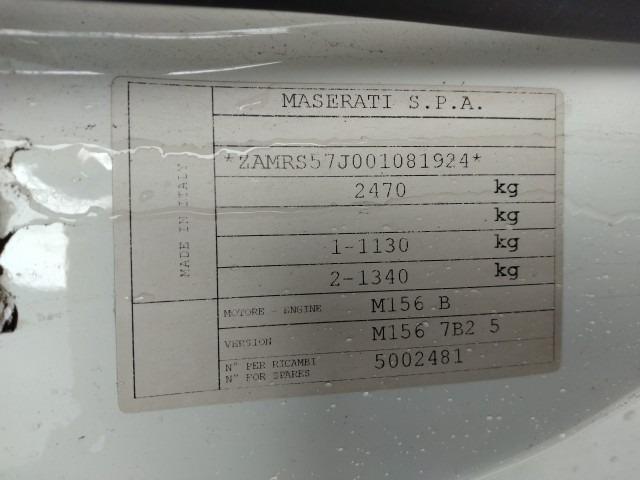 MASERATI S.P.A.
MADE IN ITALY
*ZAMRS57J001081924*
2470 kg
kg
1-1130 kg
2-1340 kg
MOTORE - ENGINE M156 B
VERSION M156 7B2 5
N° PER RICAMBI 5002481
N° FOR SPARES